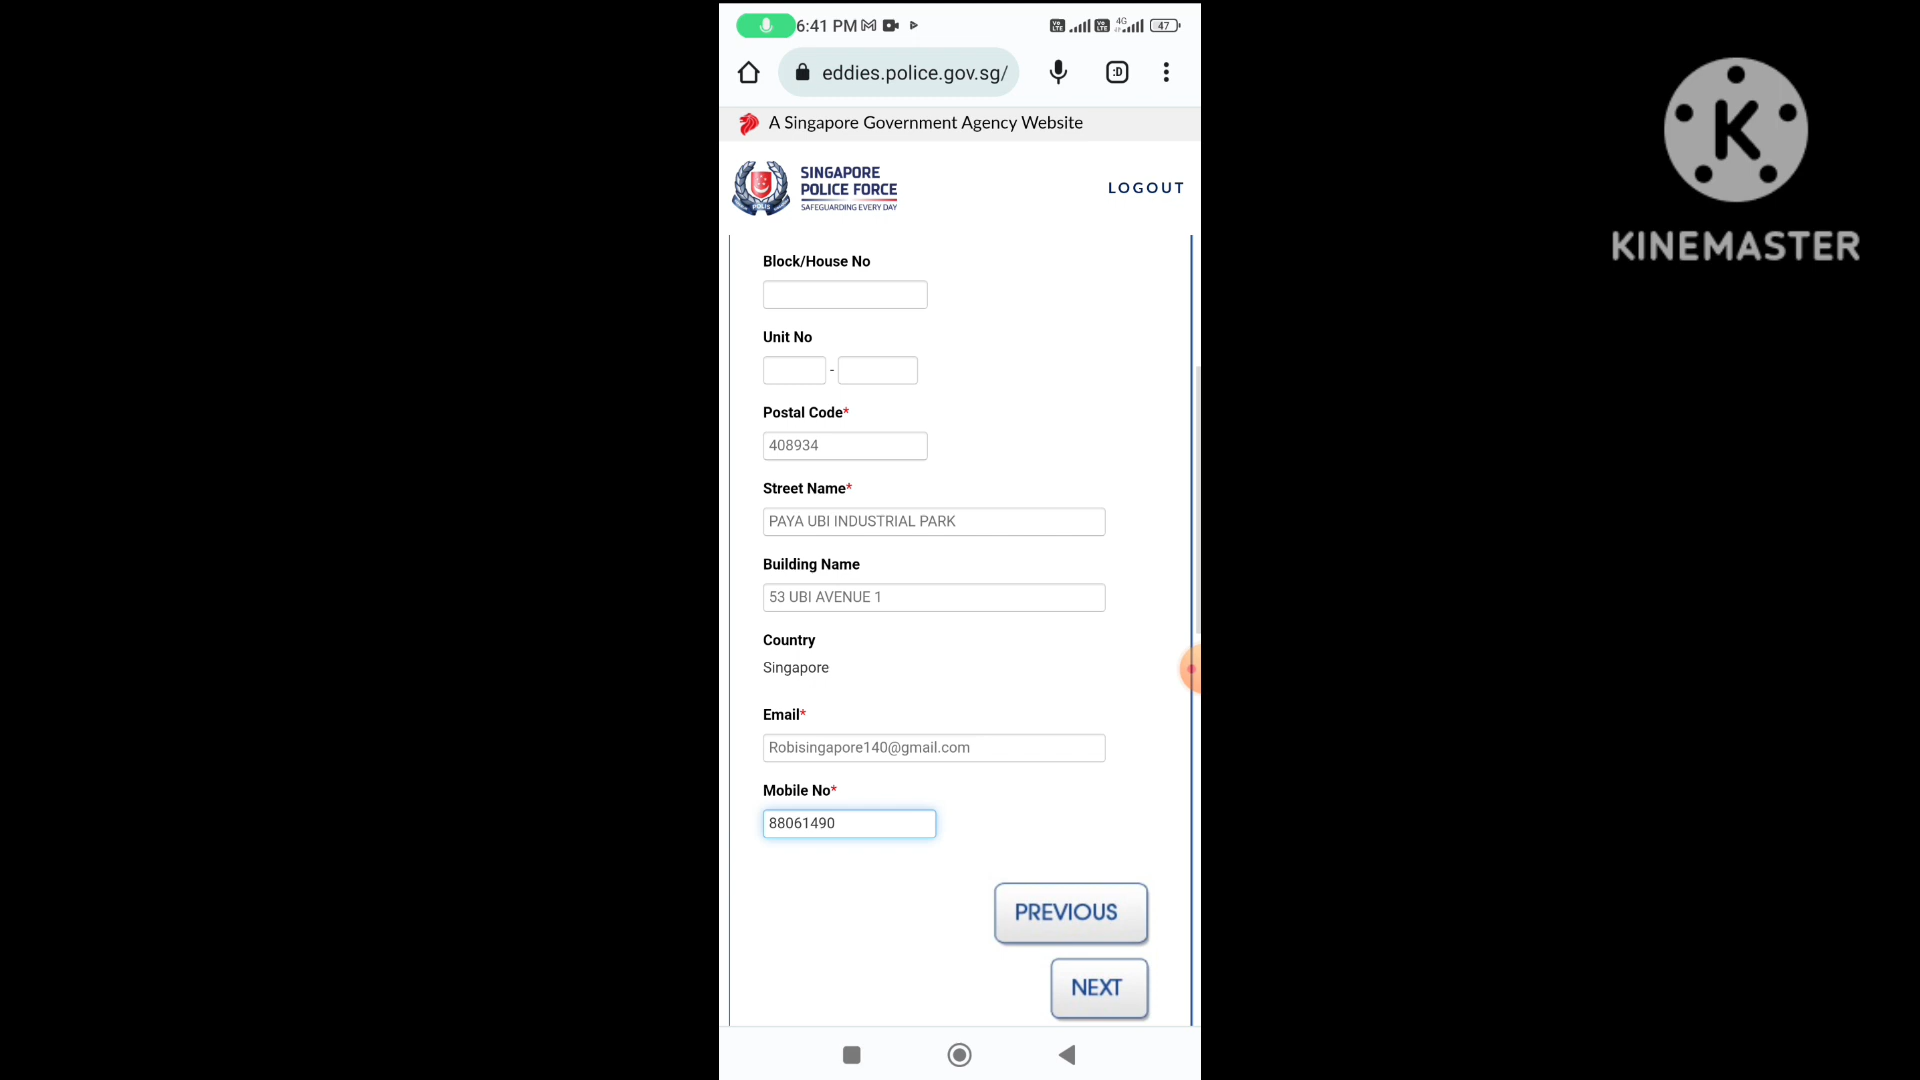 6:41 PM
47
eddies.police.gov.sg/
:D
A Singapore Government Agency Website
SINGAPORE
POLICE FORCE
SAFEGUARDING EVERY DAY
POLIS
LOGOUT
Block/House No
Unit No
-
Postal Code*
408934
Street Name*
PAYA UBI INDUSTRIAL PARK
Building Name
53 UBI AVENUE 1
Country
Singapore
Email*
Robisingapore140@gmail.com
Mobile No*
88061490
PREVIOUS
NEXT
K
KINEMASTER